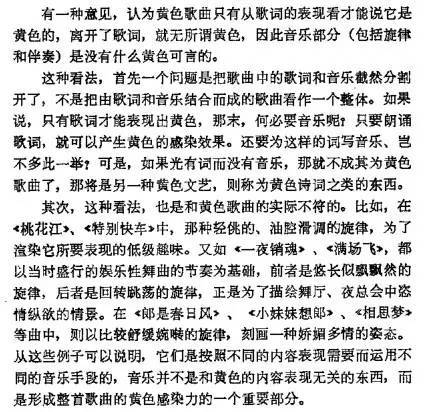 有一种意见，认为黄色歌曲只有从歌词的表现看才能说它是
黄色的，离开了歌词，就无所谓黄色，因此音乐部分（包括旋律
和伴奏）是没有什么黄色可言的。
这种看法，首先一个问题是把歌曲中的歌词和音乐截然分割
开了，不是把由歌词和音乐结合而成的歌曲看作一个整体。如果
说，只有歌词才能表现出黄色，那末，何必要音乐呢？只要朗诵
歌词，就可以产生黄色的感染效果。还要为这样的词写音乐、岂
不多此一举？可是，如果光有词而没有音乐，那就不成其为黄色
歌曲了，那将是另一种黄色文艺，则称为黄色诗词之类的东西。
其次，这种看法，也是和黄色歌曲的实际不符的。比如，在
《桃花江》、《特别快车》中，那种轻佻的、油腔滑调的旋律，为了
渲染它所要表现的低级趣味。又如《一夜销魂》、《满场飞》，都
以当时盛行的娱乐性舞曲的节奏为基础，前者是悠长似飘飘然的
旋律，后者是回转跳荡的旋律，正是为了描绘舞厅、夜总会中恣
情纵欲的情景。在《郎是春日风》、《小妹妹想郎》、《相思梦》
等曲中，则以比较舒缓婉啭的旋律，刻画一种娇媚多情的姿态。
从这些例子可以说明，它们是按照不同的内容表现需要而运用不
同的音乐手段的，音乐并不是和黄色的内容表现无关的东西，而
是形成整首歌曲的黄色感染力的一个重要部分。